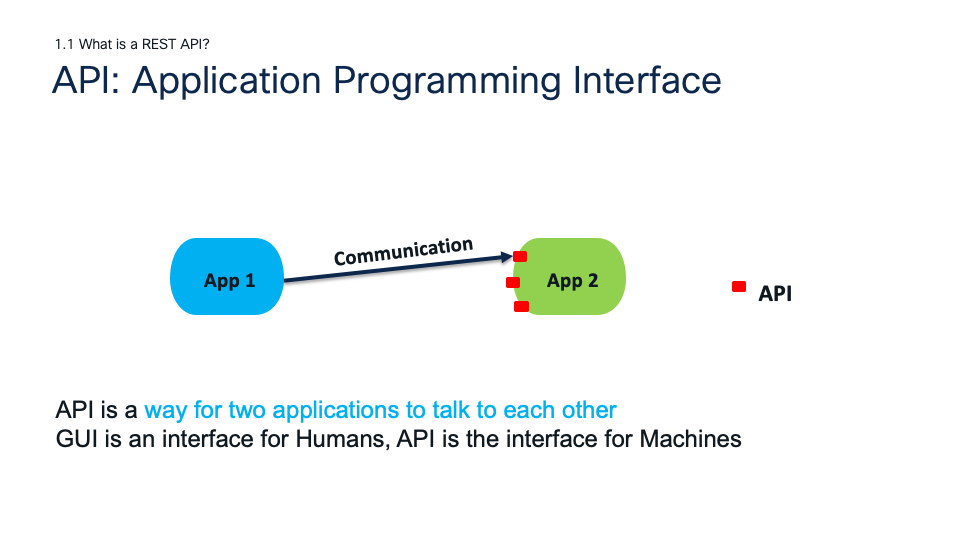 1.1 What is a REST API?
API: Application Programming Interface
Communication
App 1
App 2
API
API is a way for two applications to talk to each other
GUI is an interface for Humans, API is the interface for Machines